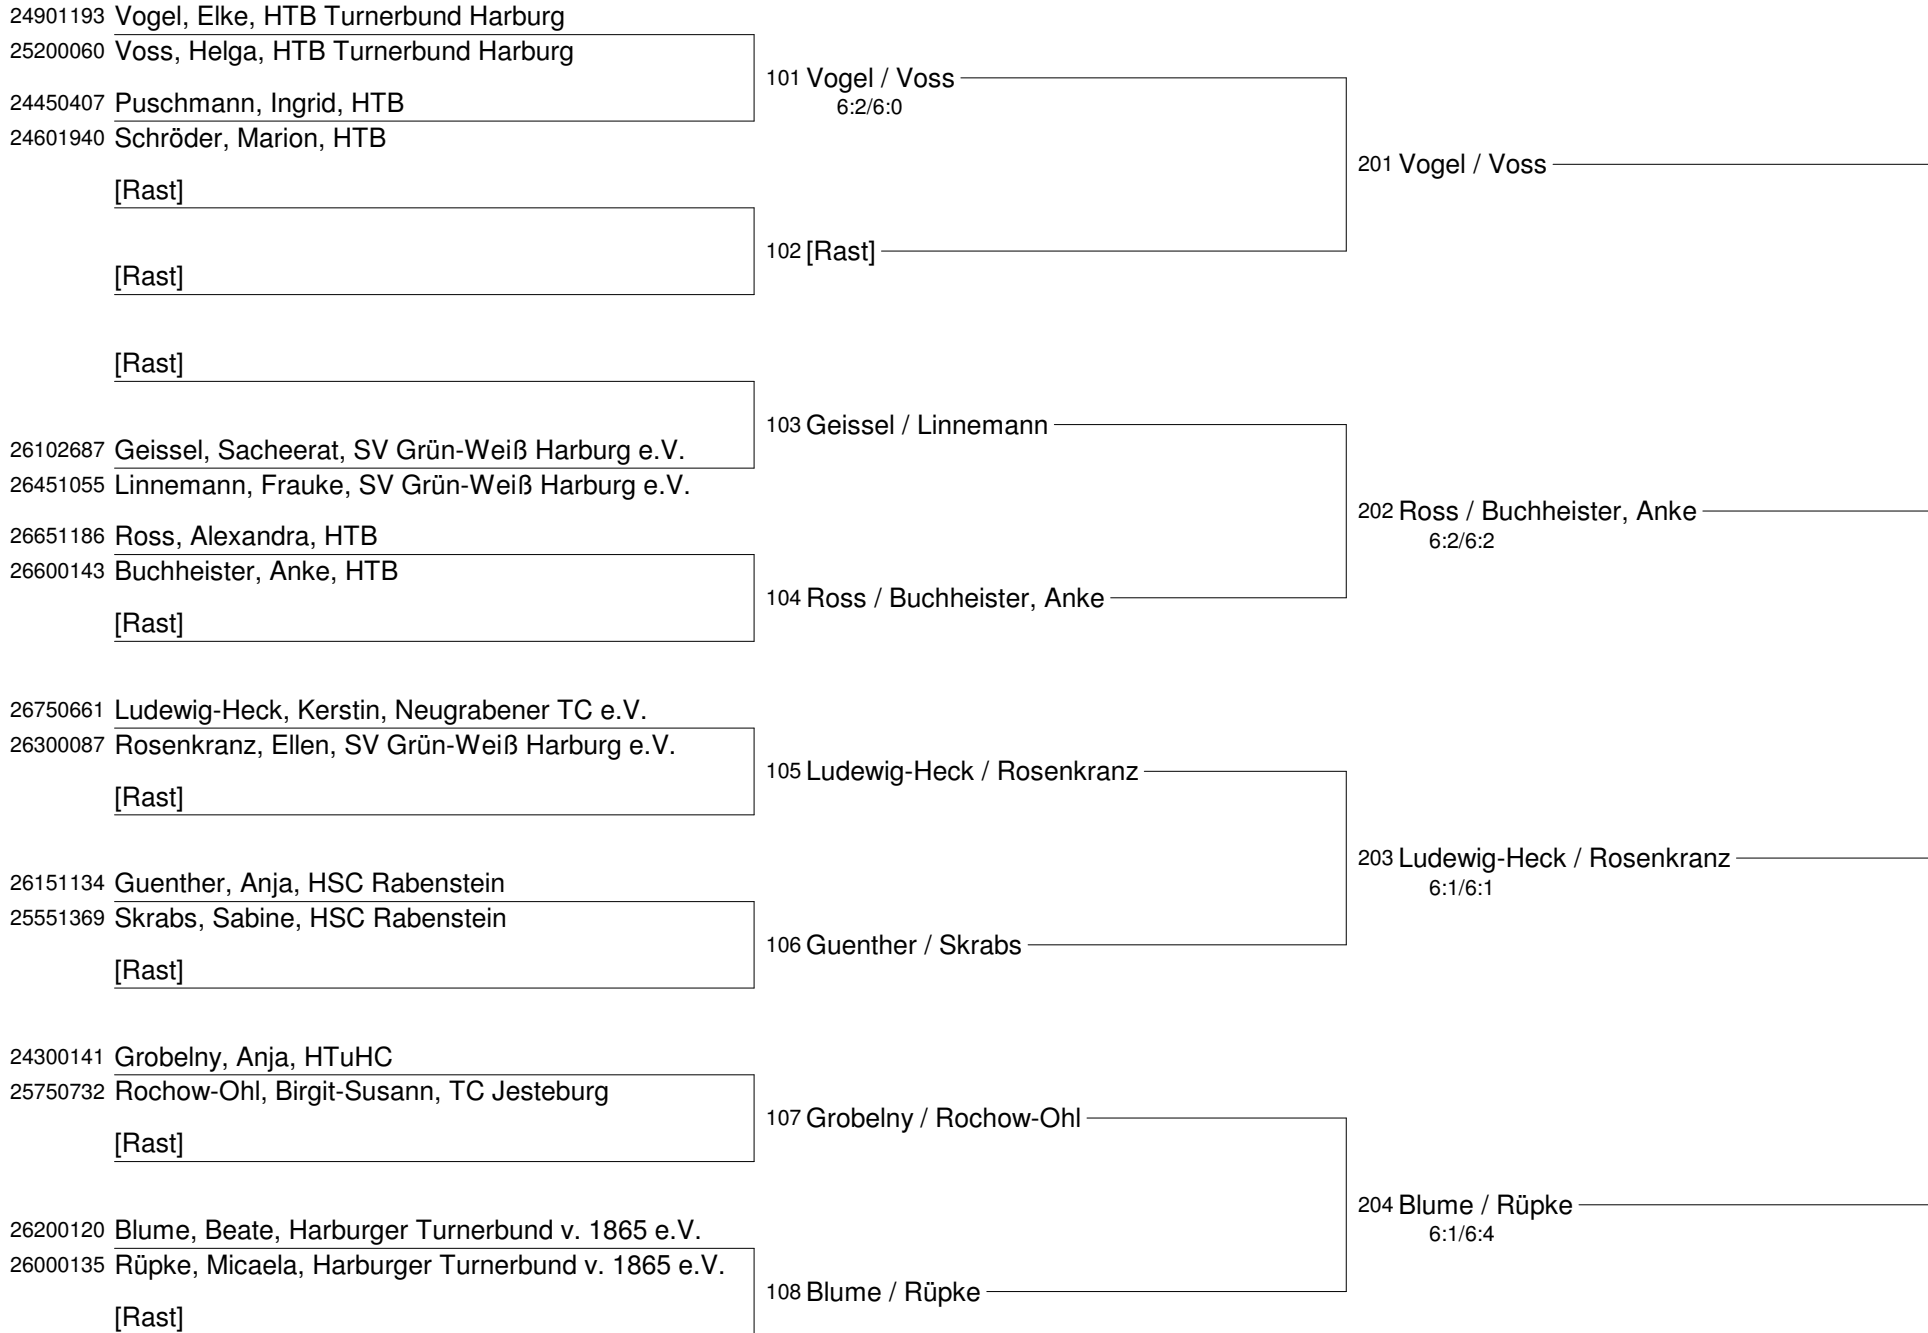 24901193 Vogel, Elke, HTB Turnerbund Harburg
25200060 Voss, Helga, HTB Turnerbund Harburg
101 Vogel / Voss
6:2/6:0
24450407 Puschmann, Ingrid, HTB
24601940 Schröder, Marion, HTB
201 Vogel / Voss
[Rast]
102 [Rast]
[Rast]
[Rast]
103 Geissel / Linnemann
26102687 Geissel, Sacheerat, SV Grün-Weiß Harburg e.V.
26451055 Linnemann, Frauke, SV Grün-Weiß Harburg e.V.
202 Ross / Buchheister, Anke
6:2/6:2
26651186 Ross, Alexandra, HTB
26600143 Buchheister, Anke, HTB
104 Ross / Buchheister, Anke
[Rast]
26750661 Ludewig-Heck, Kerstin, Neugrabener TC e.V.
26300087 Rosenkranz, Ellen, SV Grün-Weiß Harburg e.V.
105 Ludewig-Heck / Rosenkranz
[Rast]
203 Ludewig-Heck / Rosenkranz
6:1/6:1
26151134 Guenther, Anja, HSC Rabenstein
25551369 Skrabs, Sabine, HSC Rabenstein
106 Guenther / Skrabs
[Rast]
24300141 Grobelny, Anja, HTuHC
25750732 Rochow-Ohl, Birgit-Susann, TC Jesteburg
107 Grobelny / Rochow-Ohl
[Rast]
204 Blume / Rüpke
6:1/6:4
26200120 Blume, Beate, Harburger Turnerbund v. 1865 e.V.
26000135 Rüpke, Micaela, Harburger Turnerbund v. 1865 e.V.
108 Blume / Rüpke
[Rast]